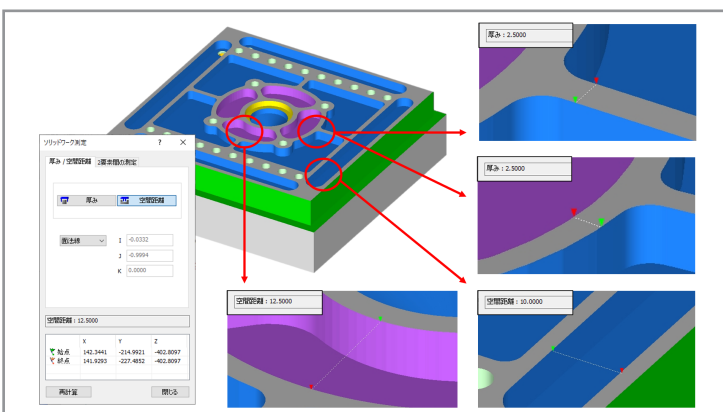 厚み : 2.5000
ソリッドワーク測定 ? ×
厚み / 空間距離 2要素間の測定
厚み 空間距離
面法線 I -0.0332
J -0.9994
K 0.0000
空間距離 : 12.5000
X Y Z
始点 142.3441 -214.9921 -402.8097
終点 141.9293 -227.4852 -402.8097
再計算 閉じる
厚み : 2.5000
空間距離 : 12.5000
空間距離 : 10.0000